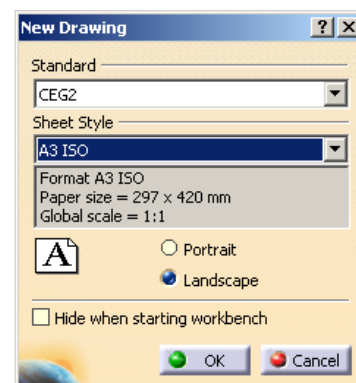 New Drawing
Standard
CEG2
Sheet Style
A3 ISO
Format A3 ISO
Paper size = 297 x 420 mm
Global scale = 1:1
A
Portrait
Landscape
Hide when starting workbench
OK Cancel